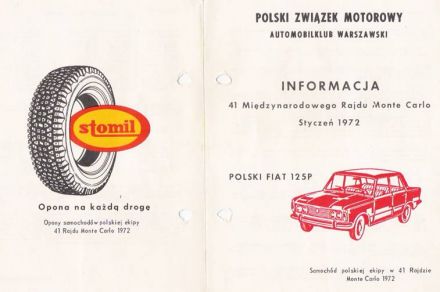 stomil
Opona na każdą drogę
Opony samochodów polskiej ekipy
41 Rajdu Monte Carlo 1972
POLSKI ZWIĄZEK MOTOROWY
AUTOMOBILKLUB WARSZAWSKI
INFORMACJA
41 Międzynarodowego Rajdu Monte Carlo
Styczeń 1972
POLSKI FIAT 125P
Samochód polskiej ekipy w 41 Rajdzie
Monte Carlo 1972